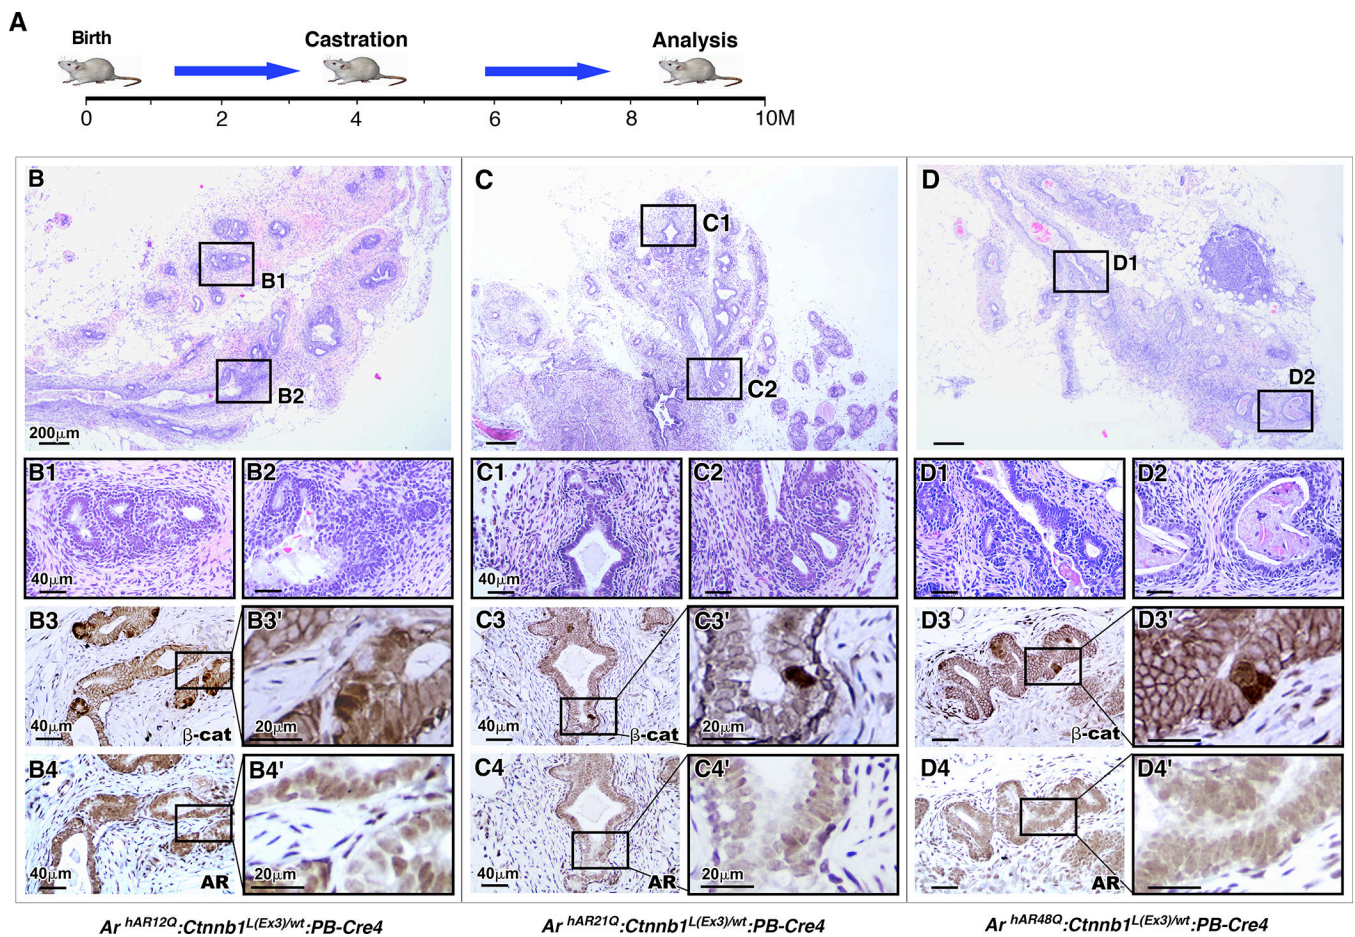 A
Birth
Castration
Analysis
0 2 4 6 8 10M
B
B1
B2
200μm
C
C1
C2
D
D1
D2
B1
40μm
B2
C1
40μm
C2
D1
D2
B3
40μm
β-cat
B3'
20μm
C3
40μm
β-cat
C3'
20μm
D3
β-cat
D3'
B4
40μm
AR
B4'
20μm
C4
40μm
AR
C4'
20μm
D4
AR
D4'
Ar hAR12Q:Ctnnb1L(Ex3)/wt:PB-Cre4
Ar hAR21Q:Ctnnb1L(Ex3)/wt:PB-Cre4
Ar hAR48Q:Ctnnb1L(Ex3)/wt:PB-Cre4